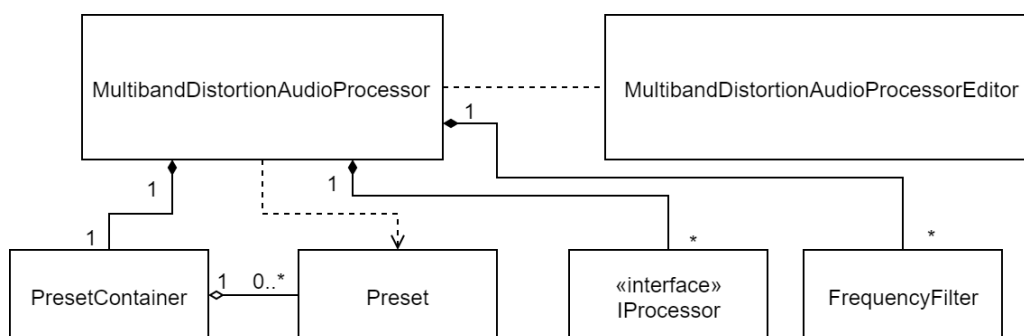 MultibandDistortionAudioProcessor
MultibandDistortionAudioProcessorEditor
1
1
1
1
*
*
PresetContainer
1
0..*
Preset
«interface»
IProcessor
FrequencyFilter